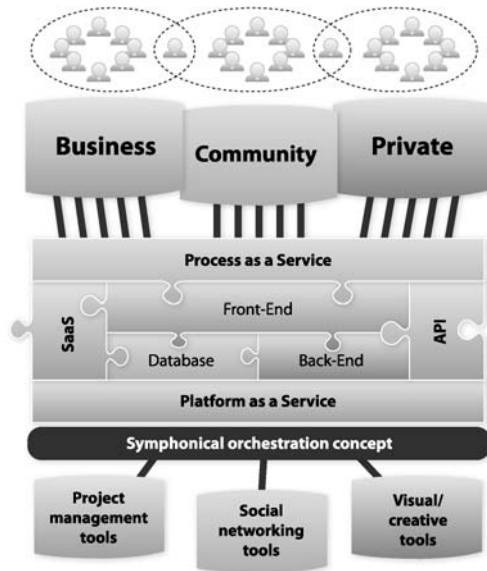 Business
Community
Private
Process as a Service
SaaS
Front-End
API
Database
Back-End
Platform as a Service
Symphonical orchestration concept
Project
management
tools
Social
networking
tools
Visual/
creative
tools